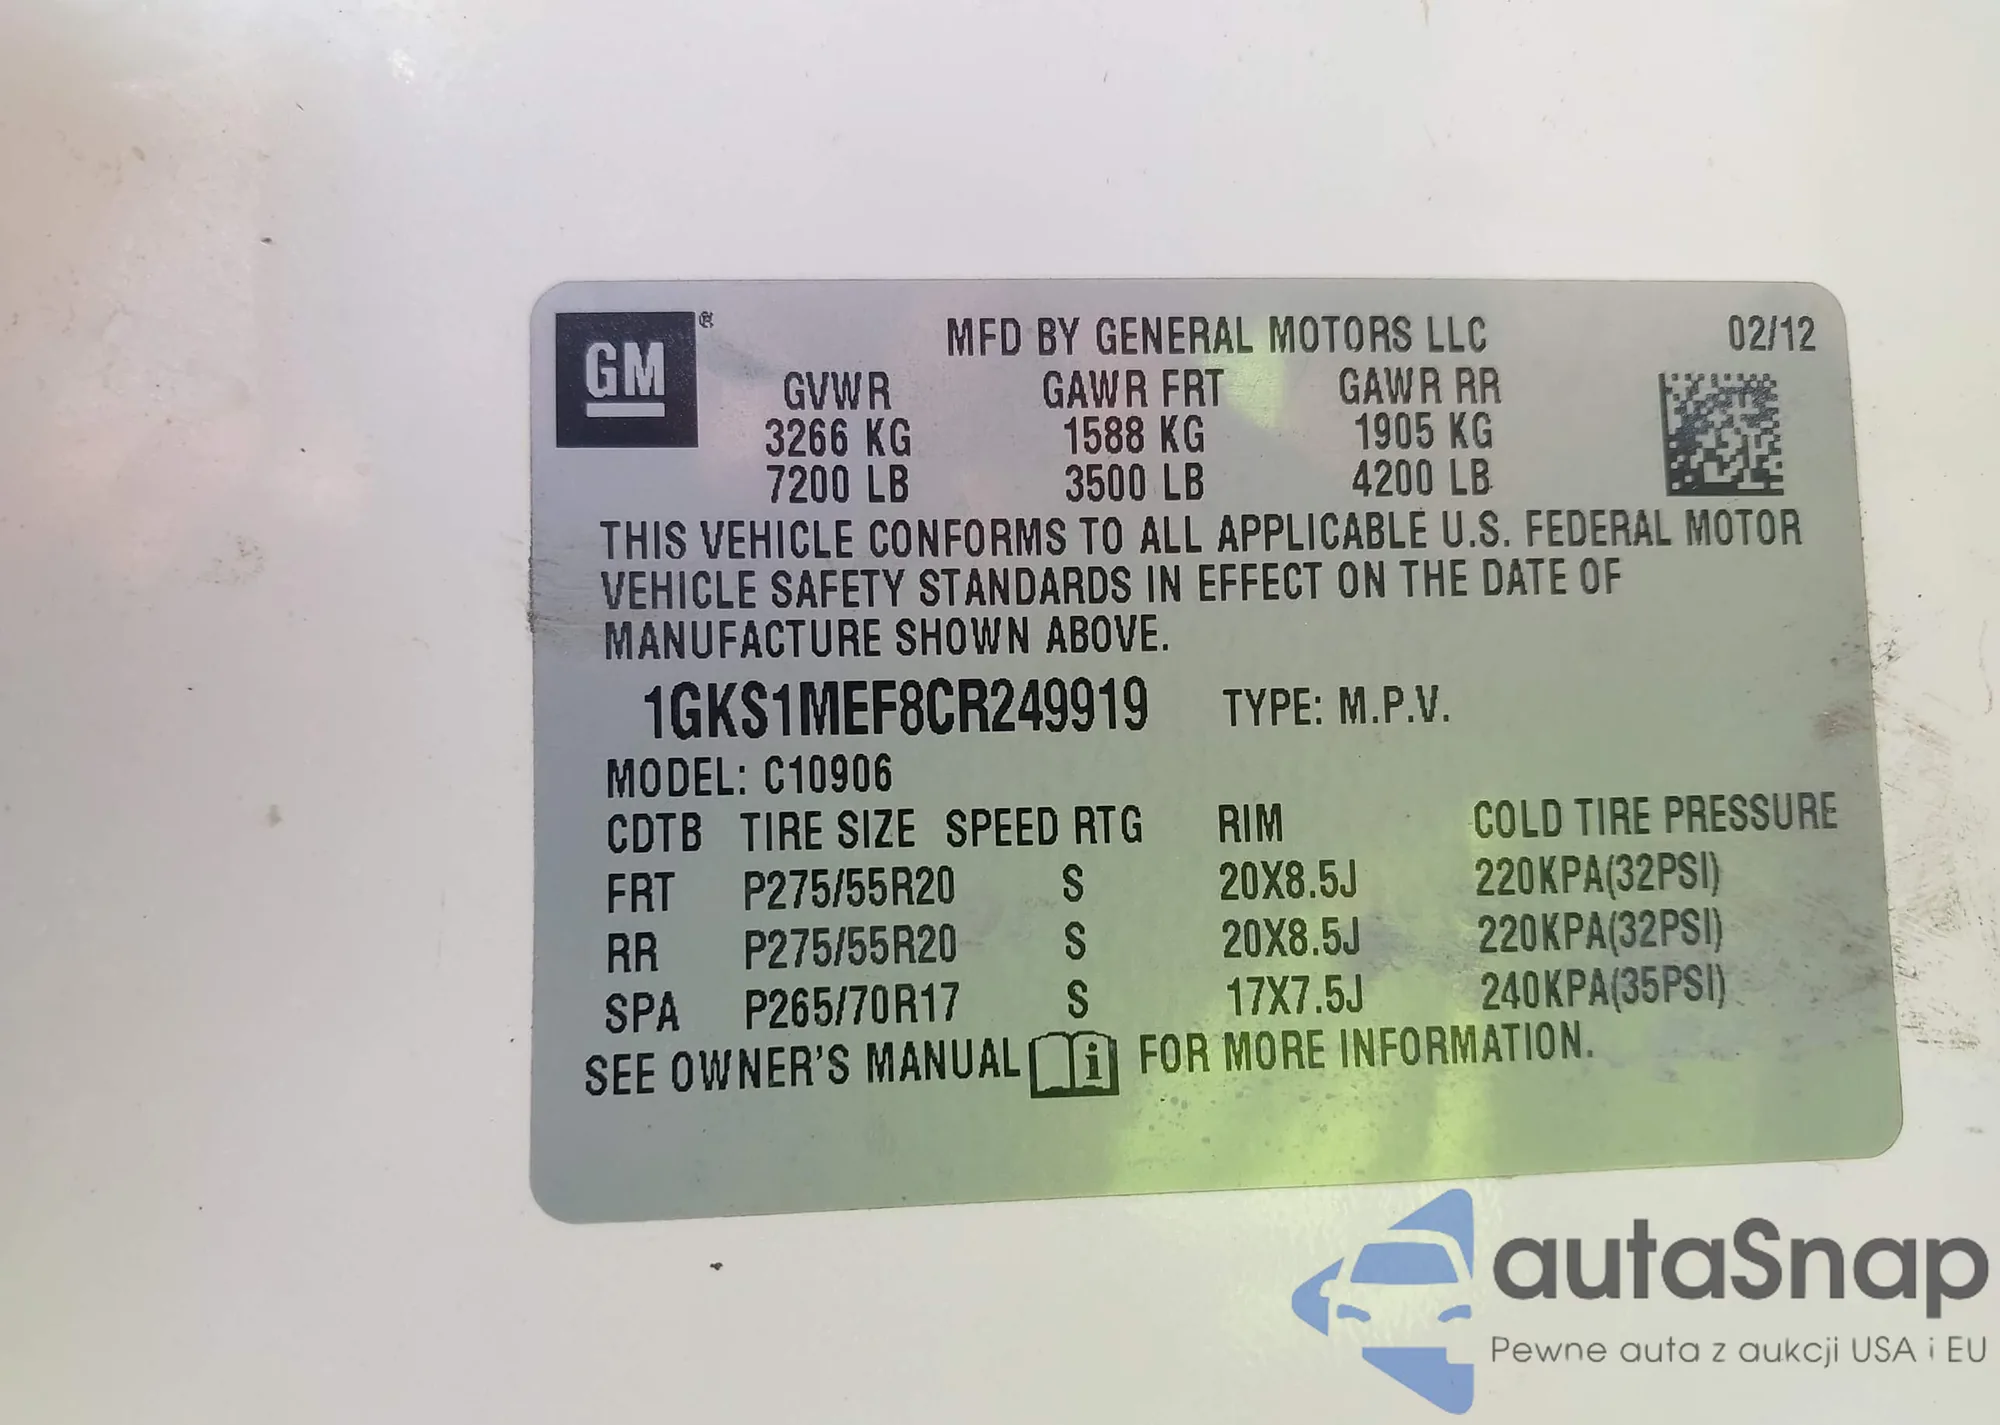 GM ®
MFD BY GENERAL MOTORS LLC 02/12
GVWR GAWR FRT GAWR RR
3266 KG 1588 KG 1905 KG
7200 LB 3500 LB 4200 LB
THIS VEHICLE CONFORMS TO ALL APPLICABLE U.S. FEDERAL MOTOR
VEHICLE SAFETY STANDARDS IN EFFECT ON THE DATE OF
MANUFACTURE SHOWN ABOVE.
1GKS1MEF8CR249919 TYPE: M.P.V.
MODEL: C10906
CDTB TIRE SIZE SPEED RTG RIM COLD TIRE PRESSURE
FRT P275/55R20 S 20X8.5J 220KPA(32PSI)
RR P275/55R20 S 20X8.5J 220KPA(32PSI)
SPA P265/70R17 S 17X7.5J 240KPA(35PSI)
SEE OWNER'S MANUAL i FOR MORE INFORMATION.
autaSnap
Pewne auta z aukcji USA i EU